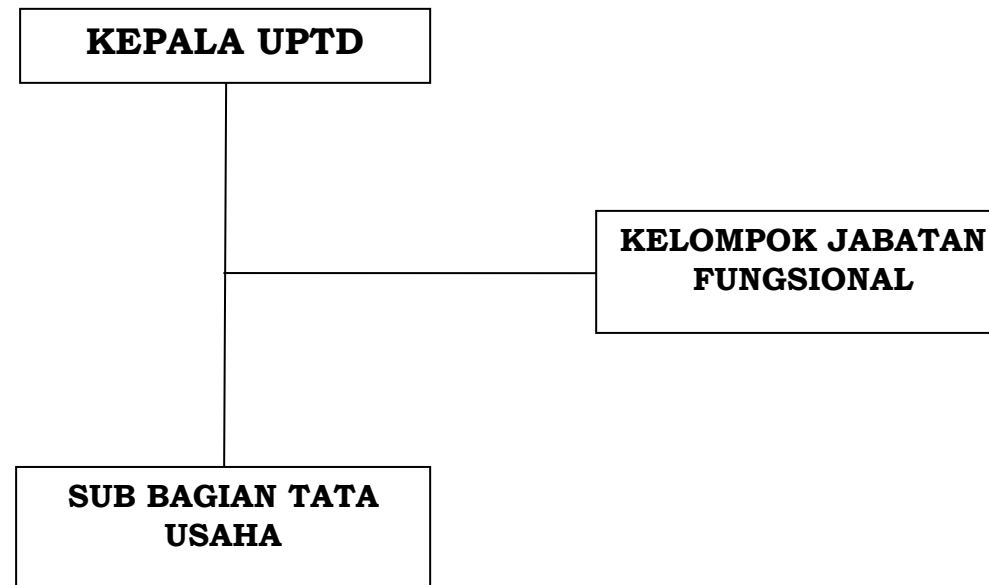 KEPALA UPTD
KELOMPOK JABATAN
FUNGSIONAL
SUB BAGIAN TATA
USAHA